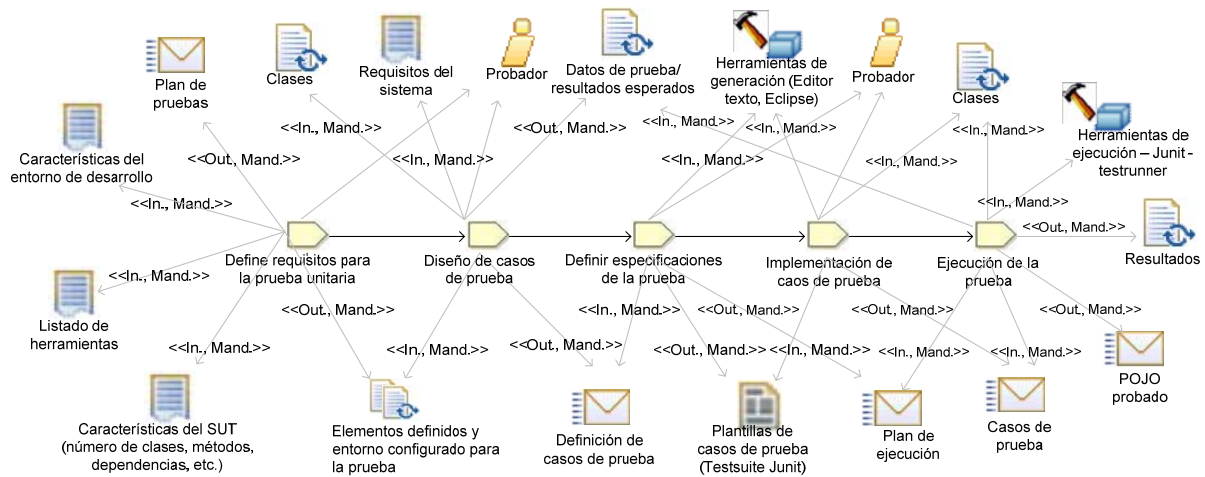 Plan de
pruebas
Clases
Requisitos del
sistema
Probador
Datos de prueba/
resultados esperados
Herramientas de
generación (Editor
texto, Eclipse)
Probador
Clases
Herramientas de
ejecución – Junit -
testrunner
Características del
entorno de desarrollo
<<Out., Mand.>>
<<In., Mand.>>
<<Out., Mand.>>
<<In., Mand.>>
<<In., Mand.>>
<<In., Mand.>>
<<In., Mand.>>
<<In., Mand.>>
<<In., Mand.>>
<<In., Mand.>>
<<In., Mand.>>
<<Out., Mand.>>
Resultados
Define requisitos para
la prueba unitaria
Diseño de casos
de prueba
Definir especificaciones
de la prueba
Implementación de
caos de prueba
Ejecución de la
prueba
<<In., Mand.>>
Listado de
herramientas
<<Out., Mand.>>
<<Out., Mand.>>
<<In., Mand.>>
<<Out., Mand.>>
<<Out., Mand.>>
<<Out., Mand.>>
<<In., Mand.>>
<<In., Mand.>>
<<Out., Mand.>>
<<In., Mand.>>
<<In., Mand.>>
<<In., Mand.>>
POJO
probado
Características del SUT
(número de clases, métodos,
dependencias, etc.)
Elementos definidos y
entorno configurado para
la prueba
Definición de
casos de prueba
Plantillas de
casos de prueba
(Testsuite Junit)
Plan de
ejecución
Casos de
prueba